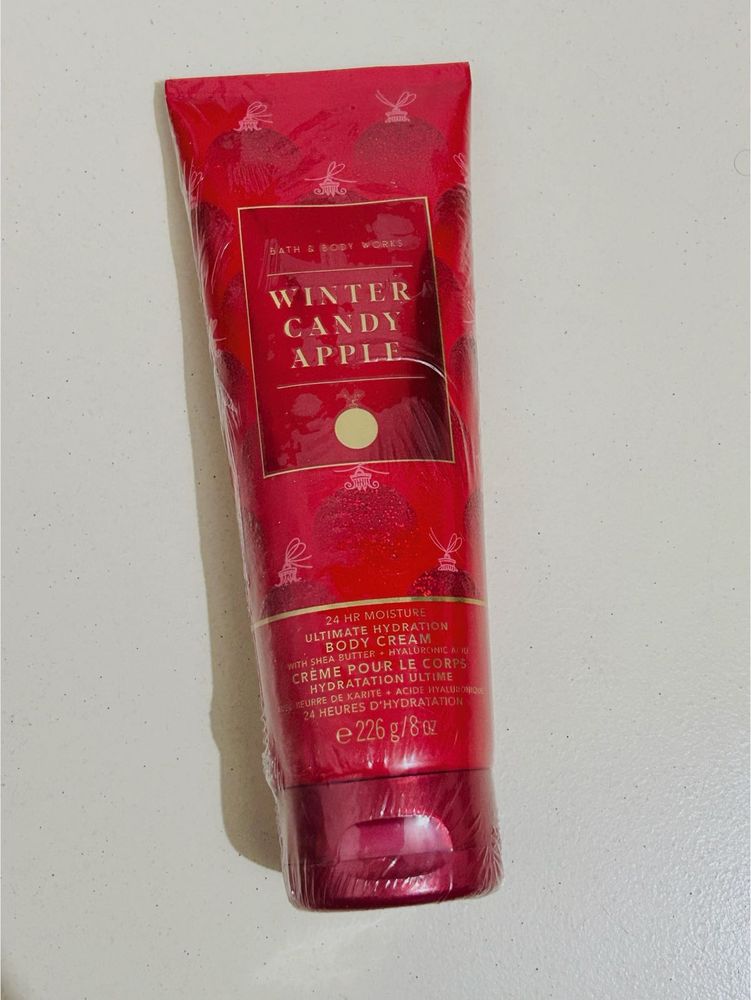 BATH & BODY WORKS
WINTER
CANDY
APPLE
24 HR MOISTURE
ULTIMATE HYDRATION
BODY CREAM
WITH SHEA BUTTER + HYALURONIC ACID
CRÈME POUR LE CORPS
HYDRATATION ULTIME
BEURRE DE KARITÉ + ACIDE HYALURONIQUE
24 HEURES D'HYDRATATION
℮ 226 g/8 oz